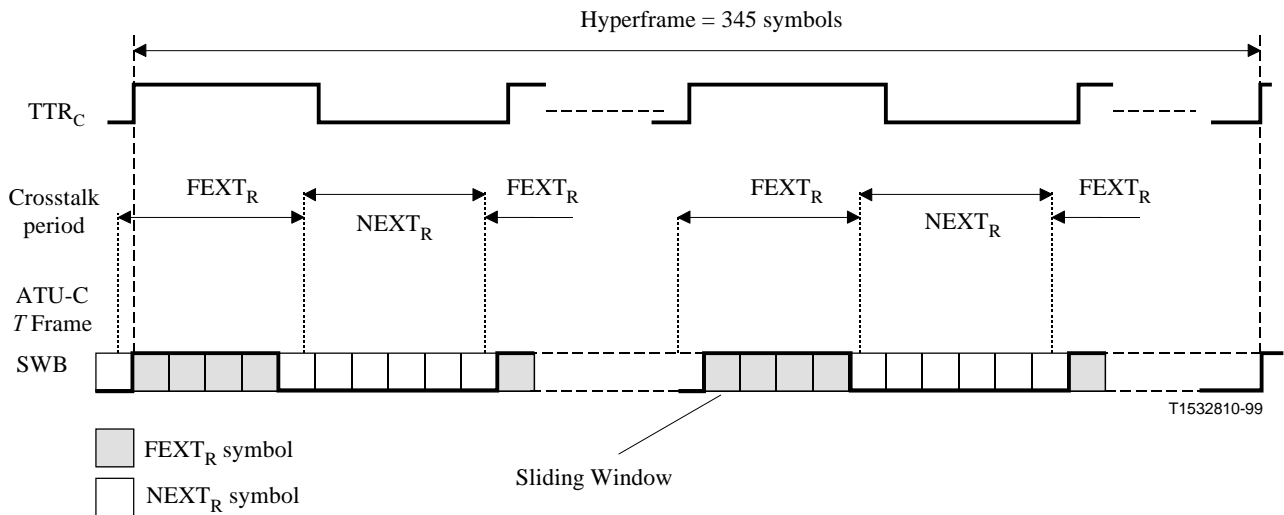 Hyperframe = 345 symbols
TTR_C
Crosstalk
period
FEXT_R
NEXT_R
FEXT_R
FEXT_R
NEXT_R
FEXT_R
ATU-C
T Frame
SWB
T1532810-99
FEXT_R symbol
NEXT_R symbol
Sliding Window